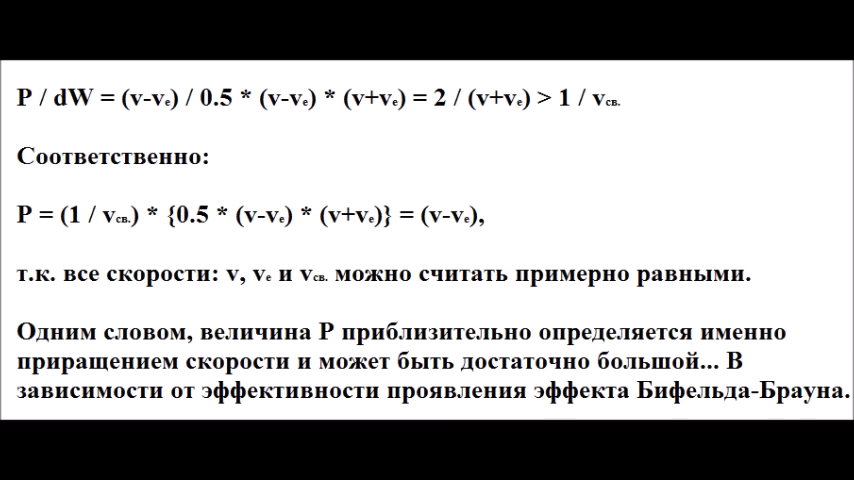 P / dW = (v-vₑ) / 0.5 * (v-vₑ) * (v+vₑ) = 2 / (v+vₑ) > 1 / vсв.
Соответственно:
P = (1 / vсв.) * {0.5 * (v-vₑ) * (v+vₑ)} = (v-vₑ),
т.к. все скорости: v, vₑ и vсв. можно считать примерно равными.
Одним словом, величина P приблизительно определяется именно
приращением скорости и может быть достаточно большой... В
зависимости от эффективности проявления эффекта Бифельда-Брауна.